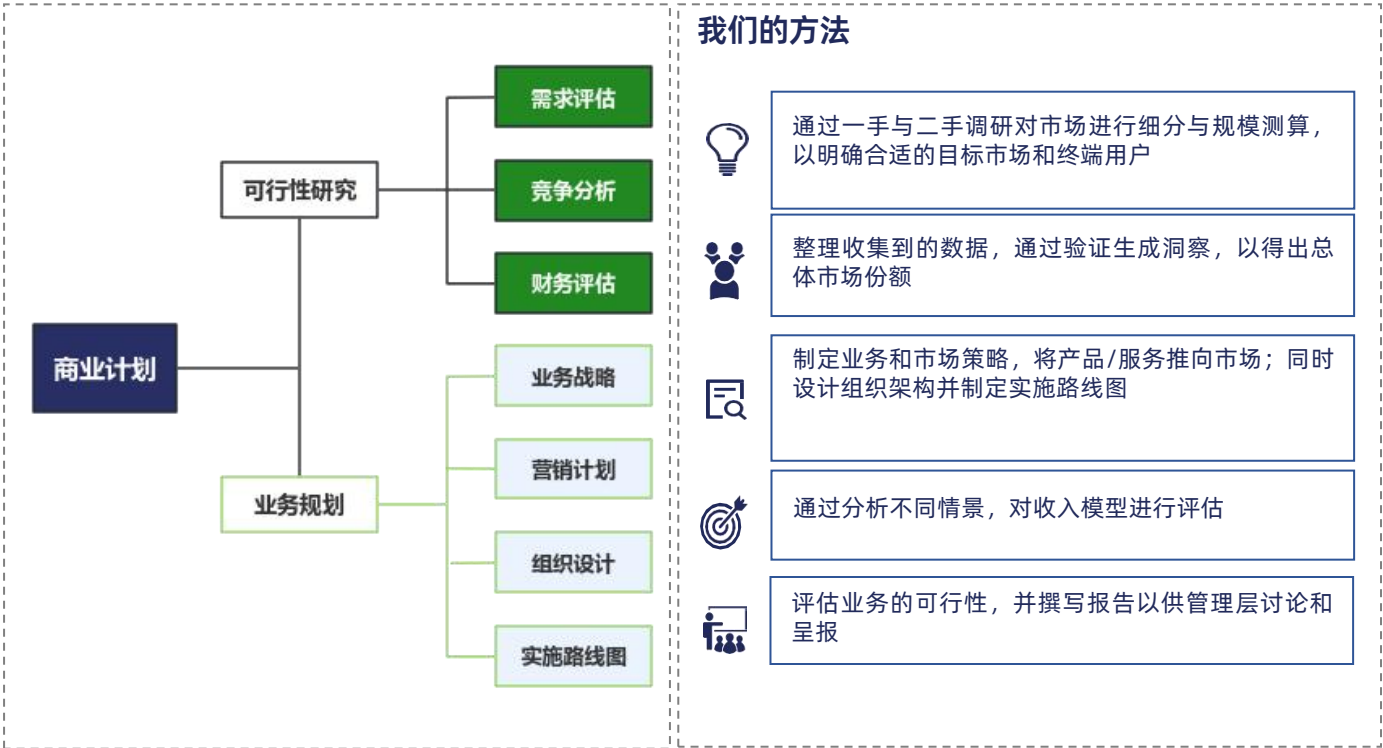 商业计划
可行性研究
需求评估
竞争分析
财务评估
业务规划
业务战略
营销计划
组织设计
实施路线图
我们的方法
通过一手与二手调研对市场进行细分与规模测算，
以明确合适的目标市场和终端用户
整理收集到的数据，通过验证生成洞察，以得出总
体市场份额
制定业务和市场策略，将产品/服务推向市场；同时
设计组织架构并制定实施路线图
通过分析不同情景，对收入模型进行评估
评估业务的可行性，并撰写报告以供管理层讨论和
呈报